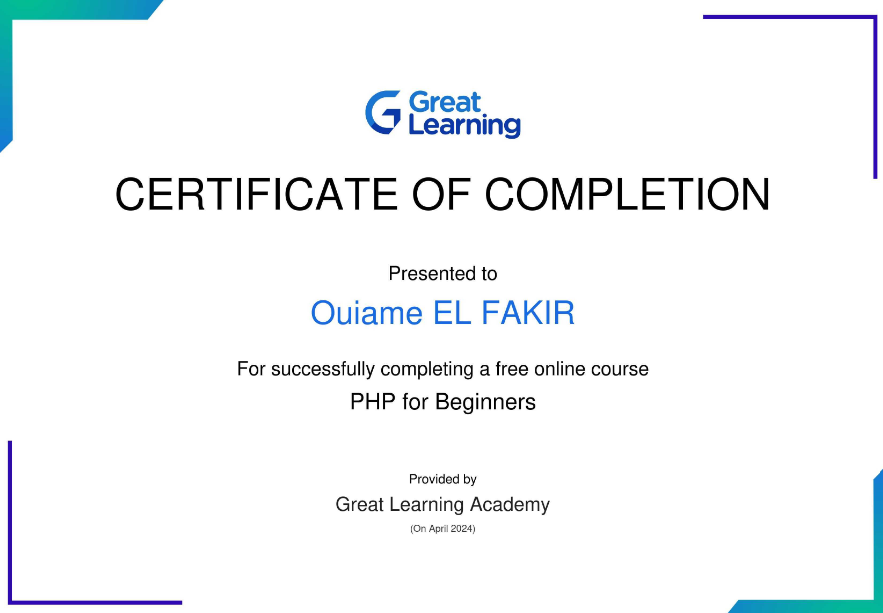 Great
Learning
CERTIFICATE OF COMPLETION
Presented to
Ouiame EL FAKIR
For successfully completing a free online course
PHP for Beginners
Provided by
Great Learning Academy
(On April 2024)